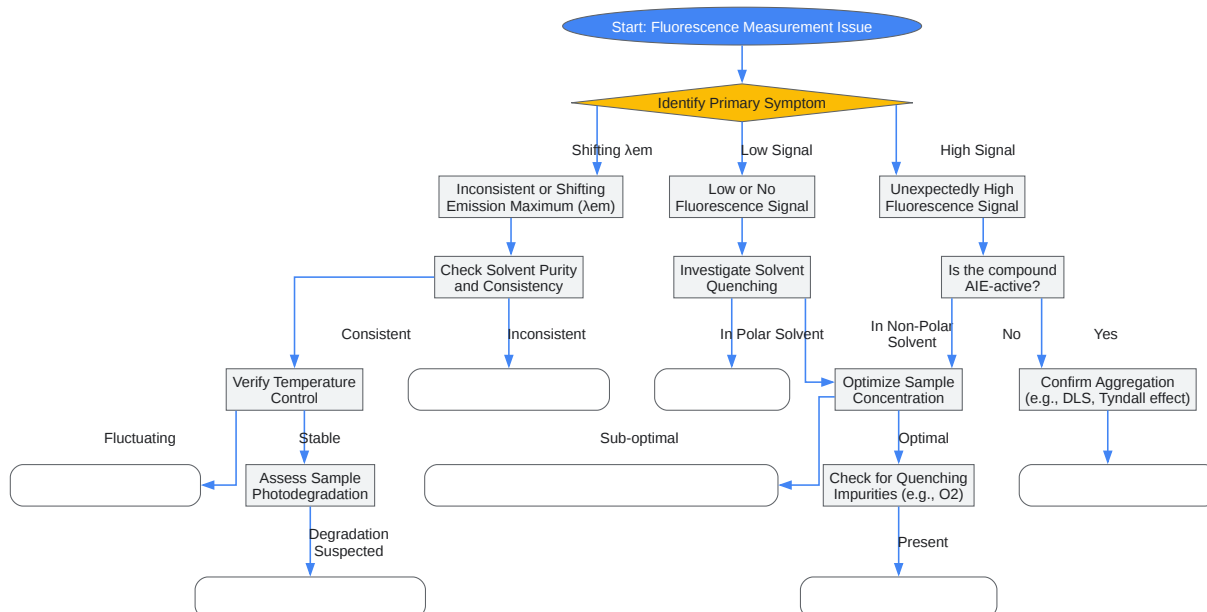 Start: Fluorescence Measurement Issue
Identify Primary Symptom
Shifting λem
Low Signal
High Signal
Inconsistent or Shifting
Emission Maximum (λem)
Low or No
Fluorescence Signal
Unexpectedly High
Fluorescence Signal
Check Solvent Purity
and Consistency
Investigate Solvent
Quenching
Is the compound
AIE-active?
Consistent
Inconsistent
In Polar Solvent
In Non-Polar
Solvent
No
Yes
Verify Temperature
Control
Optimize Sample
Concentration
Confirm Aggregation
(e.g., DLS, Tyndall effect)
Fluctuating
Stable
Sub-optimal
Optimal
Assess Sample
Photodegradation
Check for Quenching
Impurities (e.g., O2)
Degradation
Suspected
Present